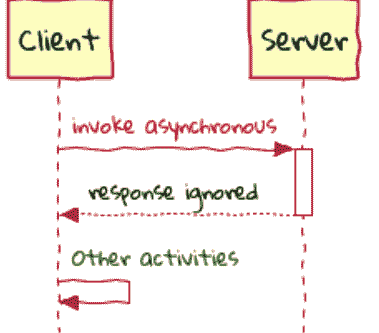 Client
Server
invoke asynchronous
response ignored
Other activities